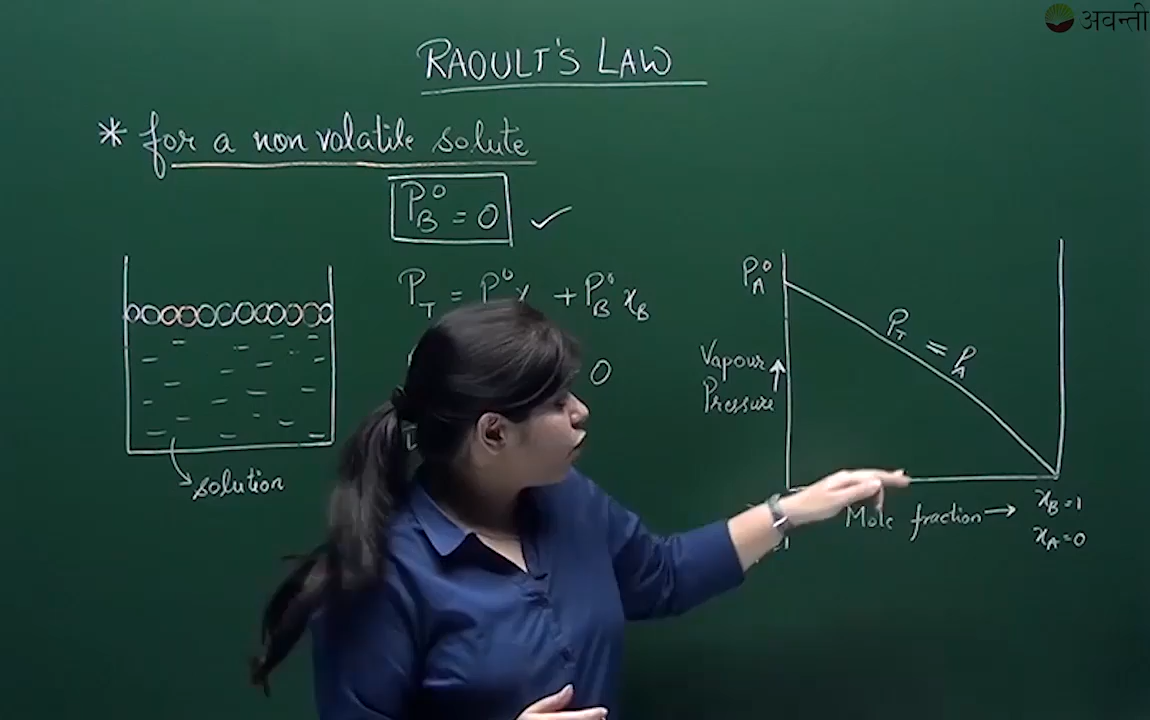 अवन्ती
RAOULT'S LAW
* for a non volatile solute
P°B = 0 ✓
PT = P°x + P°B xB
0
solution
P°A
PT = PA
Vapour
Pressure
Mole fraction →
xB = 1
xA = 0